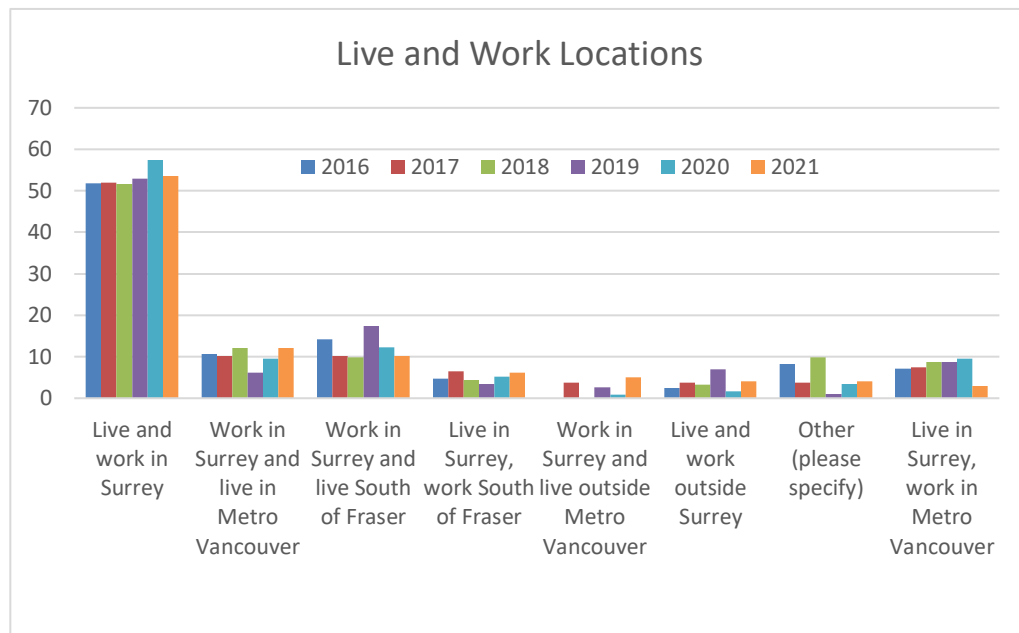 Live and Work Locations
70
60
50
40
30
20
10
0
2016 2017 2018 2019 2020 2021
Live and
work in
Surrey
Work in
Surrey and
live in
Metro
Vancouver
Work in
Surrey and
live South
of Fraser
Live in
Surrey,
work South
of Fraser
Work in
Surrey and
live outside
Metro
Vancouver
Live and
work
outside
Surrey
Other
(please
specify)
Live in
Surrey,
work in
Metro
Vancouver